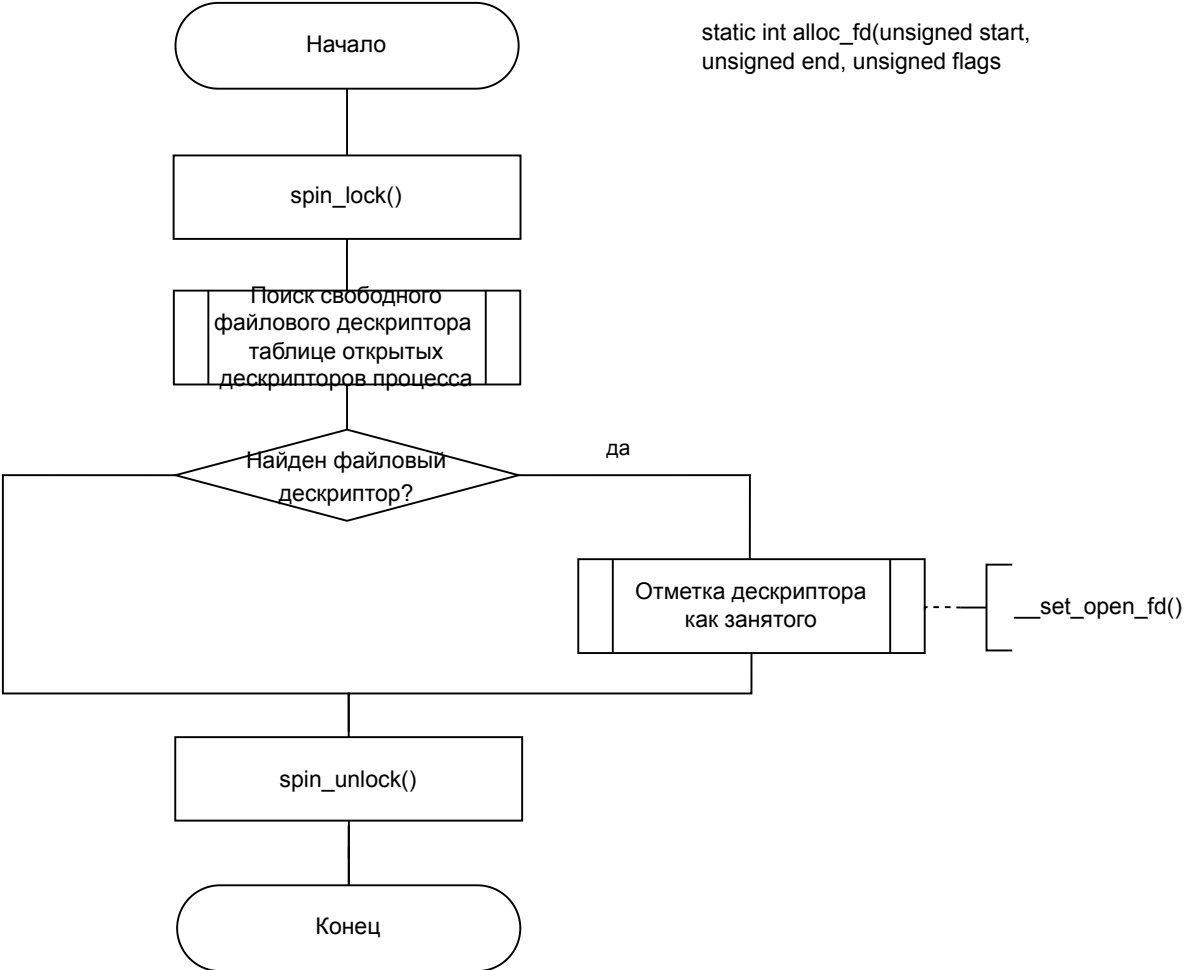 Начало
static int alloc_fd(unsigned start,
unsigned end, unsigned flags
spin_lock()
Поиск свободного
файлового дескриптора
таблице открытых
дескрипторов процесса
Найден файловый
дескриптор?
да
Отметка дескриптора
как занятого
__set_open_fd()
spin_unlock()
Конец